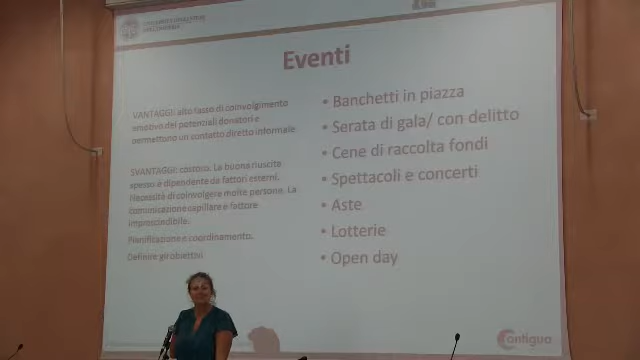 Eventi
VANTAGGI: alto tasso di coinvolgimento
emotivo dei potenziali donatori e
permettono un contatto diretto informale
SVANTAGGI: costoso. La buona riuscita
spesso è dipendente da fattori esterni.
Necessità di coinvolgere molte persone. La
comunicazione capillare è fattore
imprescindibile.
Pianificazione e coordinamento.
Definire gli obiettivi
• Banchetti in piazza
• Serata di gala/ con delitto
• Cene di raccolta fondi
• Spettacoli e concerti
• Aste
• Lotterie
• Open day
Contigua